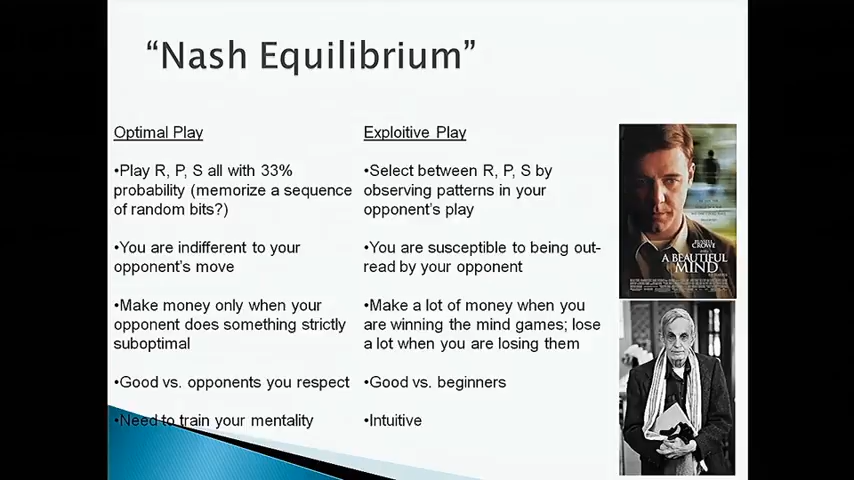 “Nash Equilibrium”
Optimal Play
•Play R, P, S all with 33%
probability (memorize a sequence
of random bits?)
•You are indifferent to your
opponent’s move
•Make money only when your
opponent does something strictly
suboptimal
•Good vs. opponents you respect
•Need to train your mentality
Exploitive Play
•Select between R, P, S by
observing patterns in your
opponent’s play
•You are susceptible to being out-
read by your opponent
•Make a lot of money when you
are winning the mind games; lose
a lot when you are losing them
•Good vs. beginners
•Intuitive
RUSSELL
CROWE
A BEAUTIFUL
MIND